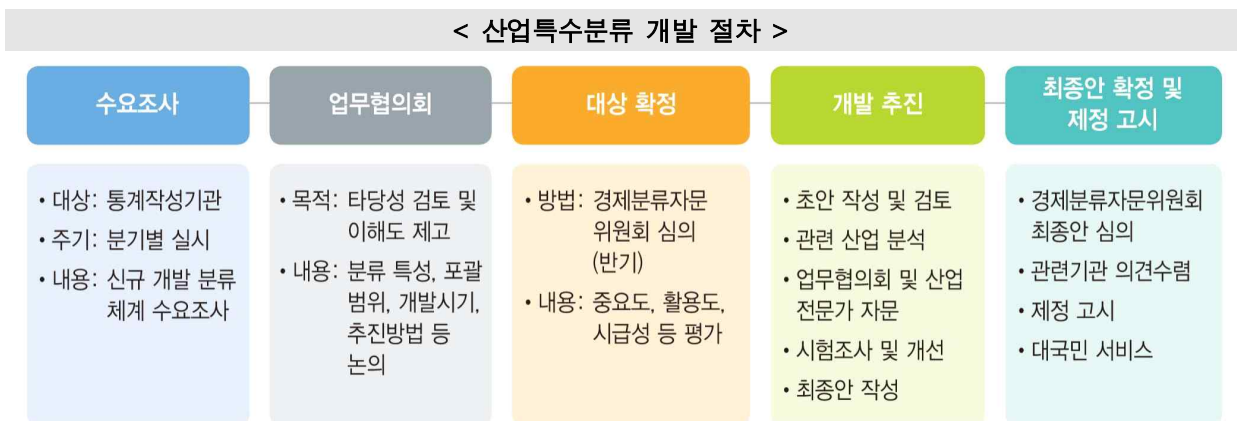 < 산업특수분류 개발 절차 >
수요조사
• 대상: 통계작성기관
• 주기: 분기별 실시
• 내용: 신규 개발 분류
체계 수요조사
업무협의회
• 목적: 타당성 검토 및
이해도 제고
• 내용: 분류 특성, 포괄
범위, 개발시기,
추진방법 등
논의
대상 확정
• 방법: 경제분류자문
위원회 심의
(반기)
• 내용: 중요도, 활용도,
시급성 등 평가
개발 추진
• 초안 작성 및 검토
• 관련 산업 분석
• 업무협의회 및 산업
전문가 자문
• 시험조사 및 개선
• 최종안 작성
최종안 확정 및
제정 고시
• 경제분류자문위원회
최종안 심의
• 관련기관 의견수렴
• 제정 고시
• 대국민 서비스